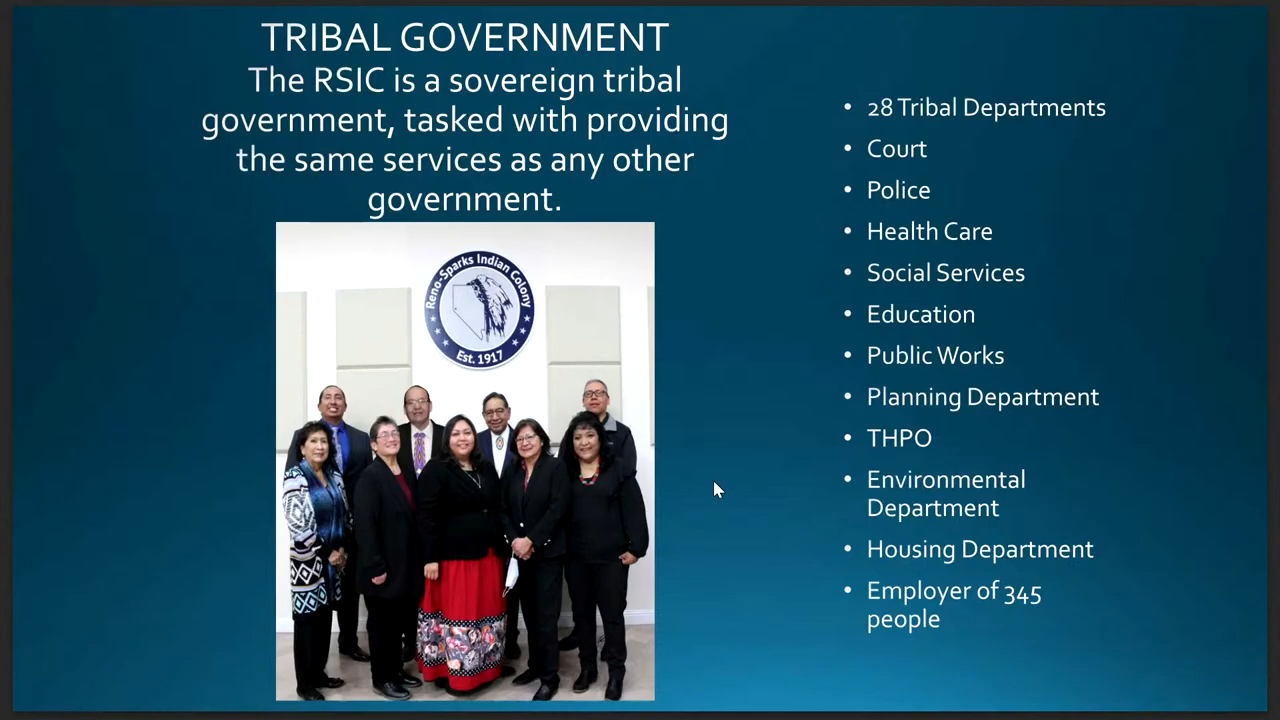 TRIBAL GOVERNMENT
The RSIC is a sovereign tribal
government, tasked with providing
the same services as any other
government.
Reno-Sparks Indian Colony
Est. 1917
• 28 Tribal Departments
• Court
• Police
• Health Care
• Social Services
• Education
• Public Works
• Planning Department
• THPO
• Environmental
Department
• Housing Department
• Employer of 345
people